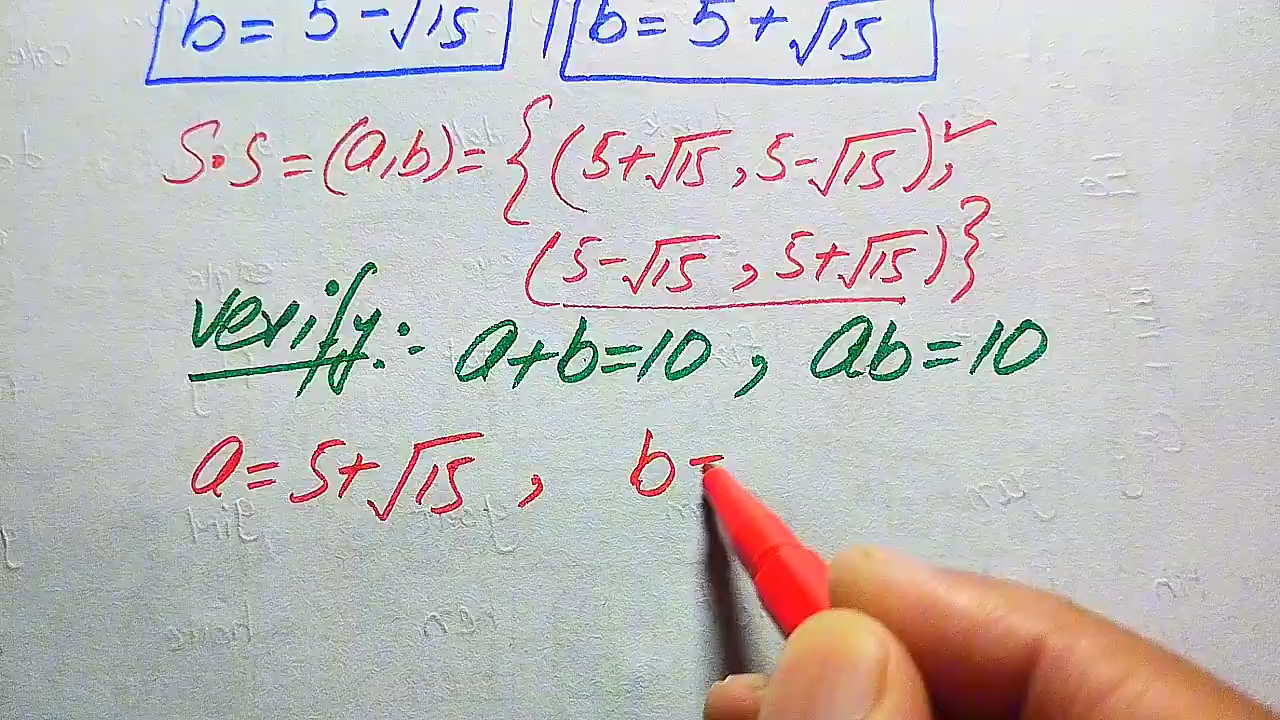 b = 5 - √15 | b = 5 + √15
S.S = (a,b) = {(5+√15 , 5-√15),
(5-√15 , 5+√15)}
verify:- a+b=10 , ab=10
a = 5+√15 , b =